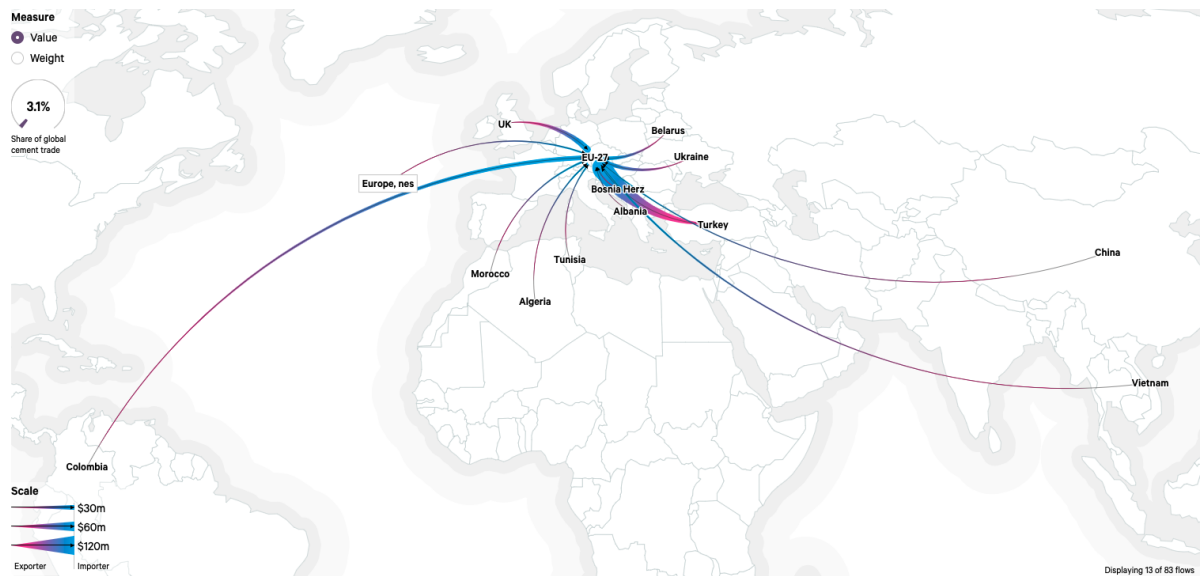 Measure
Value
Weight
3.1%
Share of global
cement trade
UK
Belarus
EU-27
Ukraine
Europe, nes
Bosnia Herz
Albania
Turkey
China
Tunisia
Morocco
Algeria
Vietnam
Colombia
Scale
$30m
$60m
$120m
Exporter
Importer
Displaying 13 of 83 flows